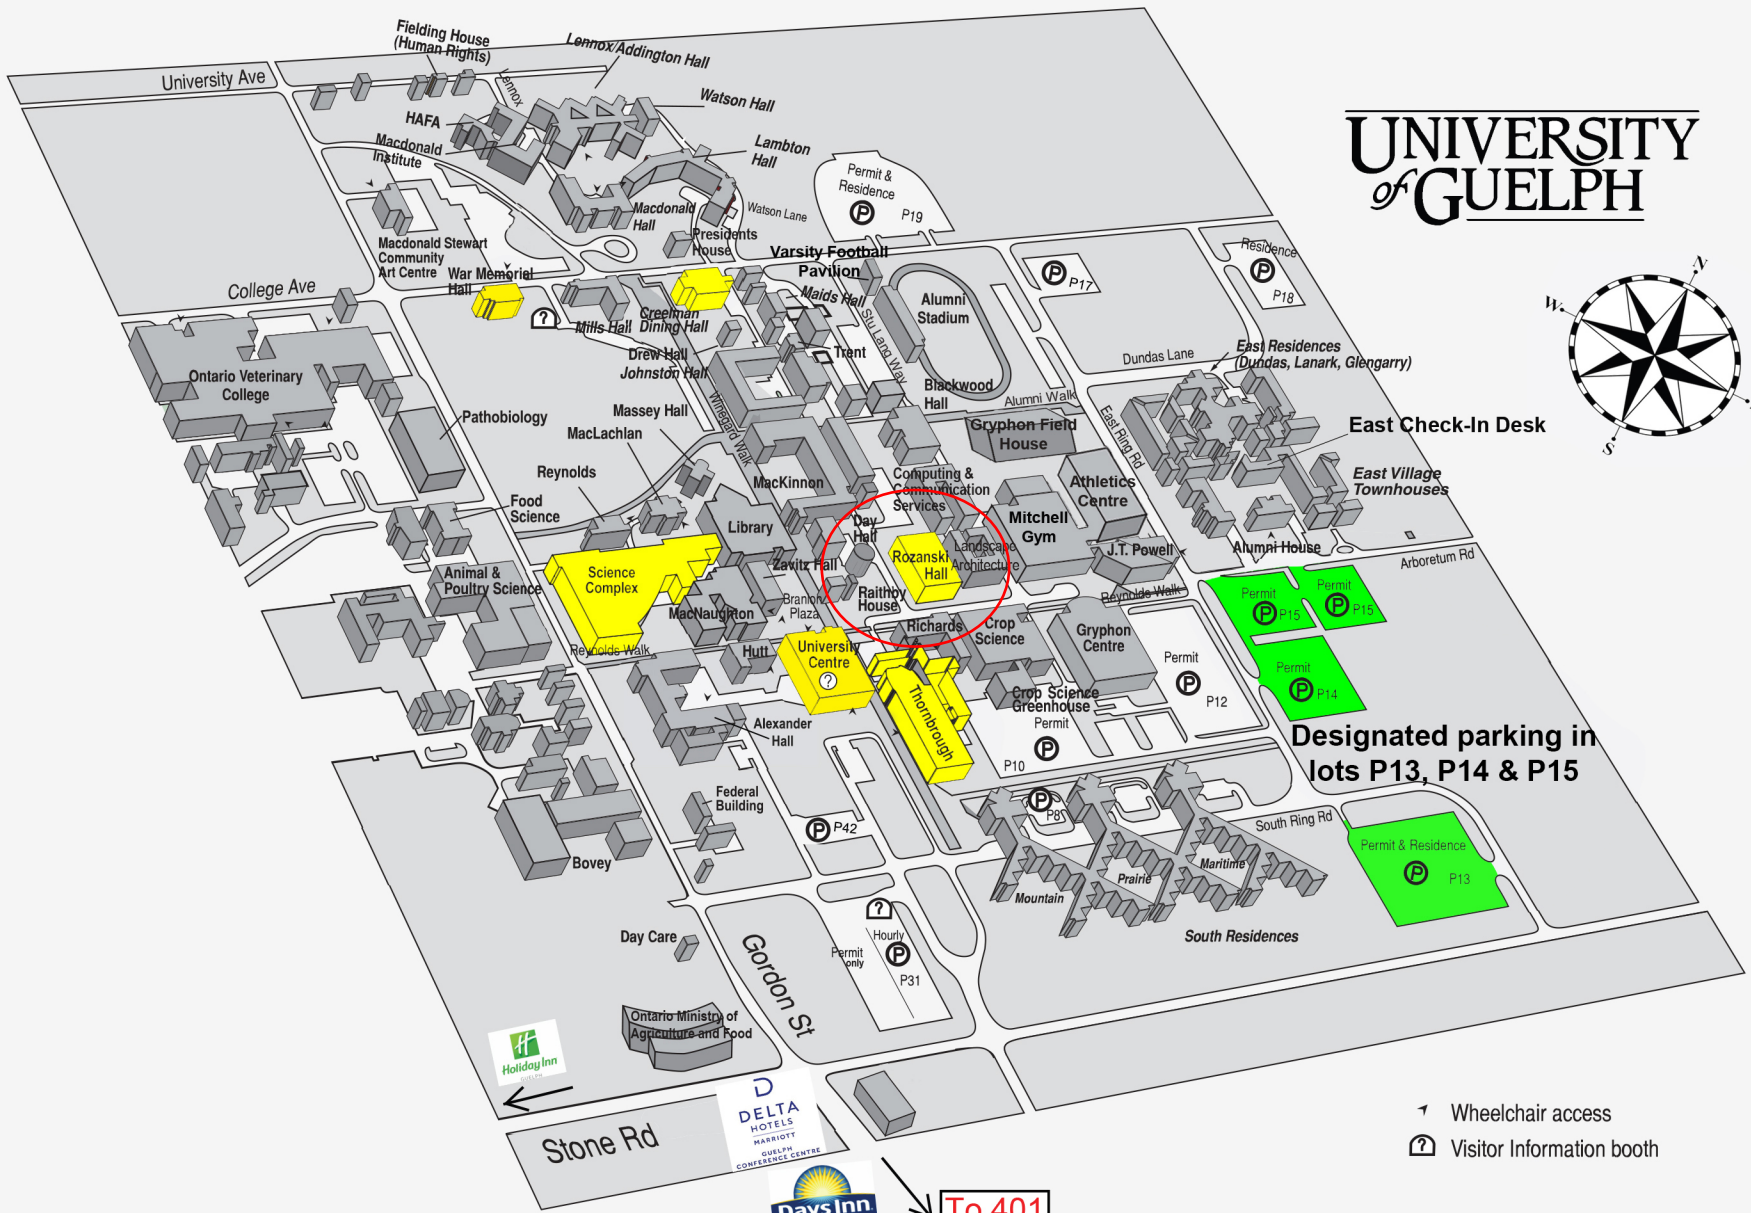 UNIVERSITY
of GUELPH
University Ave
Fielding House
(Human Rights)
Lennox/Addington Hall
Lennox
Watson Hall
HAFA
Macdonald
Institute
Lambton
Hall
Permit &
Residence
P
P19
Macdonald
Hall
Watson Lane
Presidents
House
Macdonald Stewart
Community
Art Centre
War Memorial
Hall
Varsity Football
Pavilion
Residence
P
P18
P
P17
College Ave
?
Mills Hall
Creelman
Dining Hall
Maids Hall
Alumni
Stadium
Stu Lang Way
Drew Hall
Johnston Hall
Trent
Dundas Lane
East Residences
(Dundas, Lanark, Glengarry)
Ontario Veterinary
College
Pathobiology
Massey Hall
MacLachlan
Winegard Walk
Blackwood
Hall
Alumni Walk
Gryphon Field
House
East Ring Rd
East Check-In Desk
East Village
Townhouses
Reynolds
MacKinnon
Computing &
Communication
Services
Athletics
Centre
Food
Science
Library
Day
Hall
Mitchell
Gym
Rozanski
Hall
Landscape
Architecture
J.T. Powell
Alumni House
Arboretum Rd
Animal &
Poultry Science
Science
Complex
Zavitz Hall
MacNaughton
Branion
Plaza
Raithby
House
Reynolds Walk
Richards
Crop
Science
Gryphon
Centre
Permit
P
P15
Permit
P
P15
Reynolds Walk
Hutt
University
Centre
?
Thornbrough
Crop Science
Greenhouse
Permit
P
P12
Permit
P
P14
Alexander
Hall
Permit
P
P10
Designated parking in
lots P13, P14 & P15
Federal
Building
P
P42
P
P8
South Ring Rd
Bovey
Mountain
Prairie
Maritime
Permit & Residence
P
P13
South Residences
Day Care
Gordon St
?
Hourly
P
Permit
only
P31
Ontario Ministry of
Agriculture and Food
H
Holiday Inn
GUELPH
D
DELTA
HOTELS
MARRIOTT
GUELPH
CONFERENCE CENTRE
Stone Rd
Days Inn
To 401
N
W
S
Wheelchair access
? Visitor Information booth